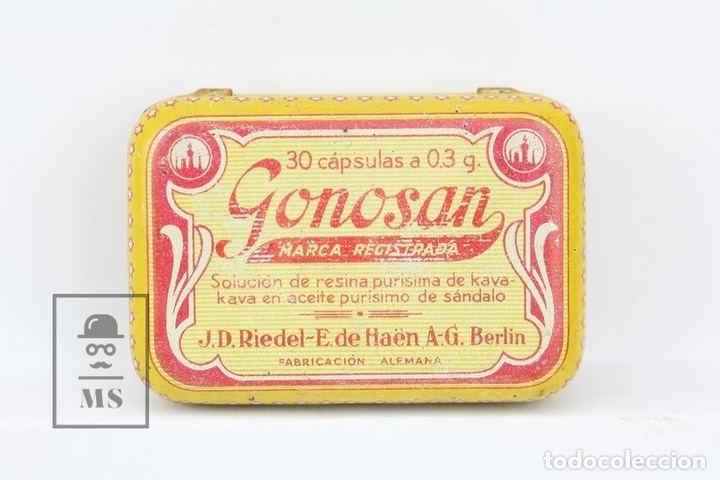 30 cápsulas a 0.3 g.
Gonosan
MARCA REGISTRADA
Solución de resina purísima de kava-
kava en aceite purísimo de sándalo
J.D. Riedel-E. de Haën A-G. Berlin
FABRICACIÓN ALEMANA
MS
todocoleccion